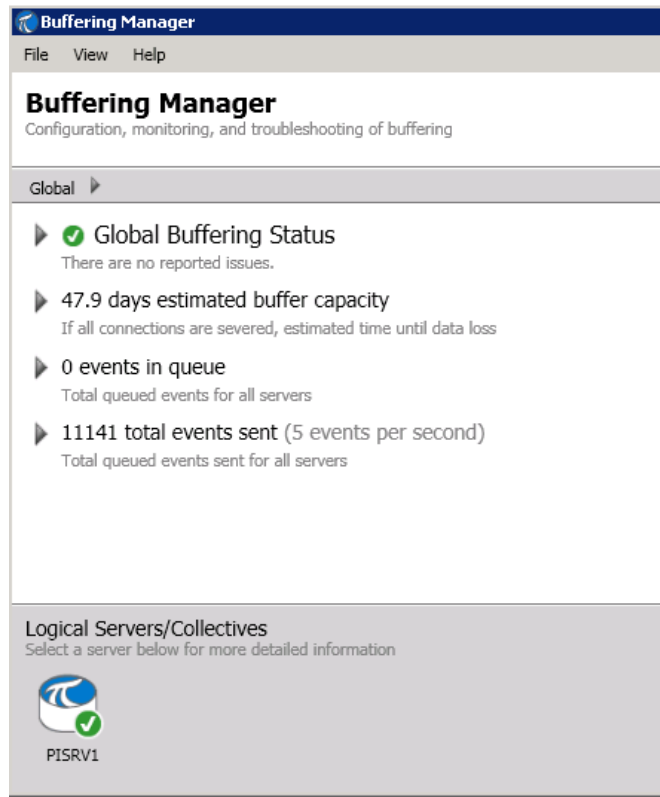 Buffering Manager
File View Help
Buffering Manager
Configuration, monitoring, and troubleshooting of buffering
Global
Global Buffering Status
There are no reported issues.
47.9 days estimated buffer capacity
If all connections are severed, estimated time until data loss
0 events in queue
Total queued events for all servers
11141 total events sent (5 events per second)
Total queued events sent for all servers
Logical Servers/Collectives
Select a server below for more detailed information
PISRV1